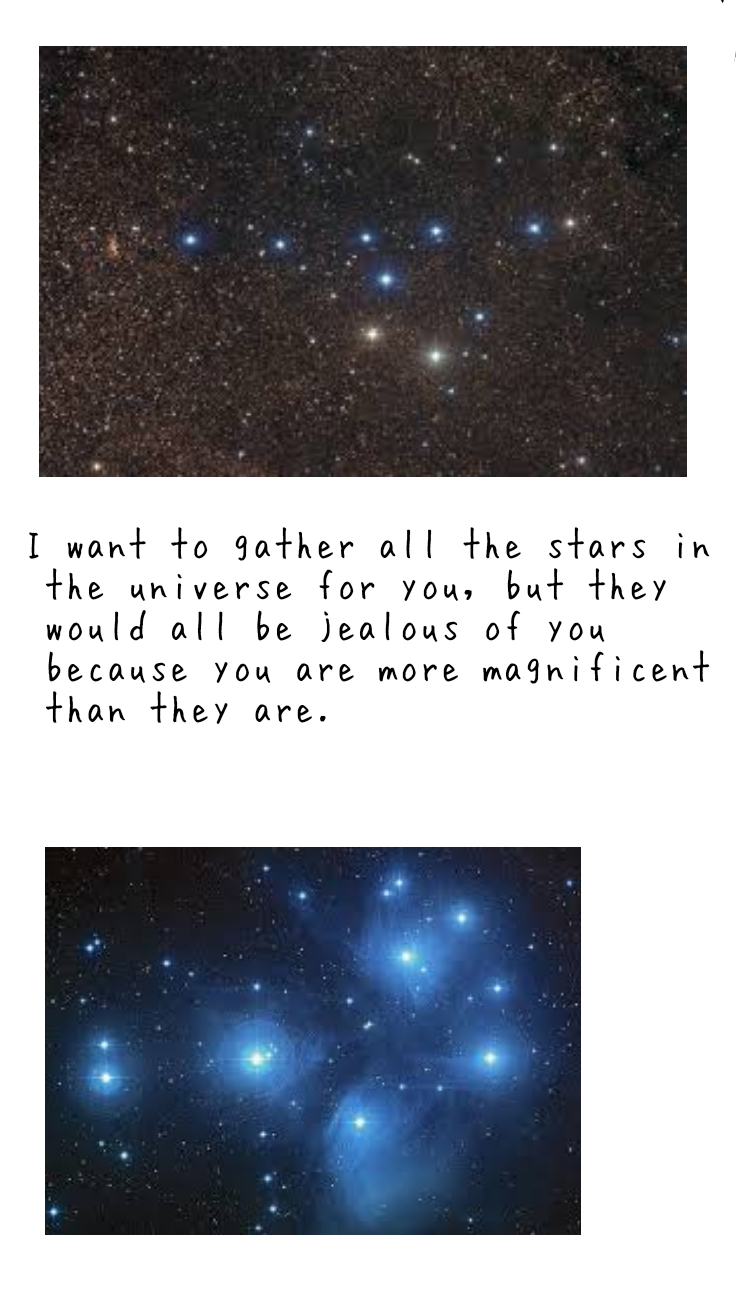 I want to gather all the stars in
the universe for you, but they
would all be jealous of you
because you are more magnificent
than they are.